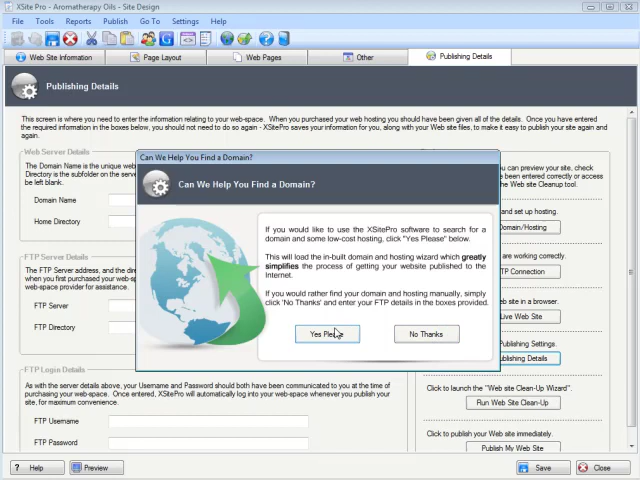 XSite Pro - Aromatherapy Oils - Site Design
File Tools Reports Publish Go To Settings Help
Web Site Information Page Layout Web Pages Other Publishing Details
Publishing Details
This screen is where you need to enter the information relating to your web-space. When you purchased your web hosting you should have been given all of the details. Once you have entered
the required information in the boxes below, you should not need to do so again - XSitePro saves your information for you, along with your Web site files, to make it easy to publish your site again and
again.
Web Server Details
The Domain Name is the unique web
Directory is the subfolder on the server
be left blank.
Domain Name
Home Directory
FTP Server Details
The FTP Server address, and the dire
when you first purchased your web-sp
web-space provider for assistance.
FTP Server
FTP Directory
FTP Login Details
As with the server details above, your Username and Password should both have been communicated to you at the time of
purchasing your web-space. Once entered, XSitePro will automatically log into your web-space whenever you publish your
site, for maximum convenience.
FTP Username
FTP Password
Can We Help You Find a Domain?
Can We Help You Find a Domain?
If you would like to use the XSitePro software to search for a
domain and some low-cost hosting, click "Yes Please" below.
This will load the in-built domain and hosting wizard which greatly
simplifies the process of getting your website published to the
Internet.
If you would rather find your domain and hosting manually, simply
click 'No Thanks' and enter your FTP details in the boxes provided.
Yes Please No Thanks
you can preview your site, check
been entered correctly or access
the Web site Cleanup tool.
and set up hosting.
Domain/Hosting
are working correctly.
TP Connection
site in a browser.
Live Web Site
Publishing Settings.
ublishing Details
Click to launch the "Web site Clean-Up Wizard".
Run Web Site Clean-Up
Click to publish your Web site immediately.
Publish My Web Site
? Help Preview Save Close